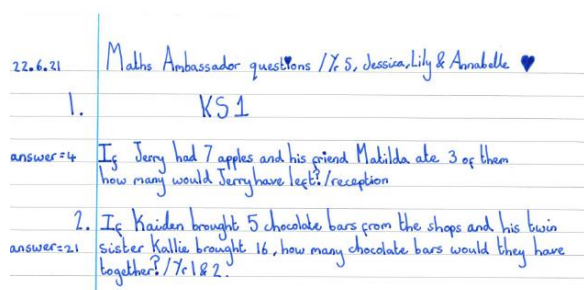 22.6.21 Maths Ambassador questions / Yr 5, Jessica, Lily & Annabelle ♥
1. KS1
answer=4 If Jerry had 7 apples and his friend Matilda ate 3 of them
how many would Jerry have left? / reception
2. If Kaiden brought 5 chocolate bars from the shops and his twin
answer=21 sister Kallie brought 16, how many chocolate bars would they have
together? / Yr 1 & 2.